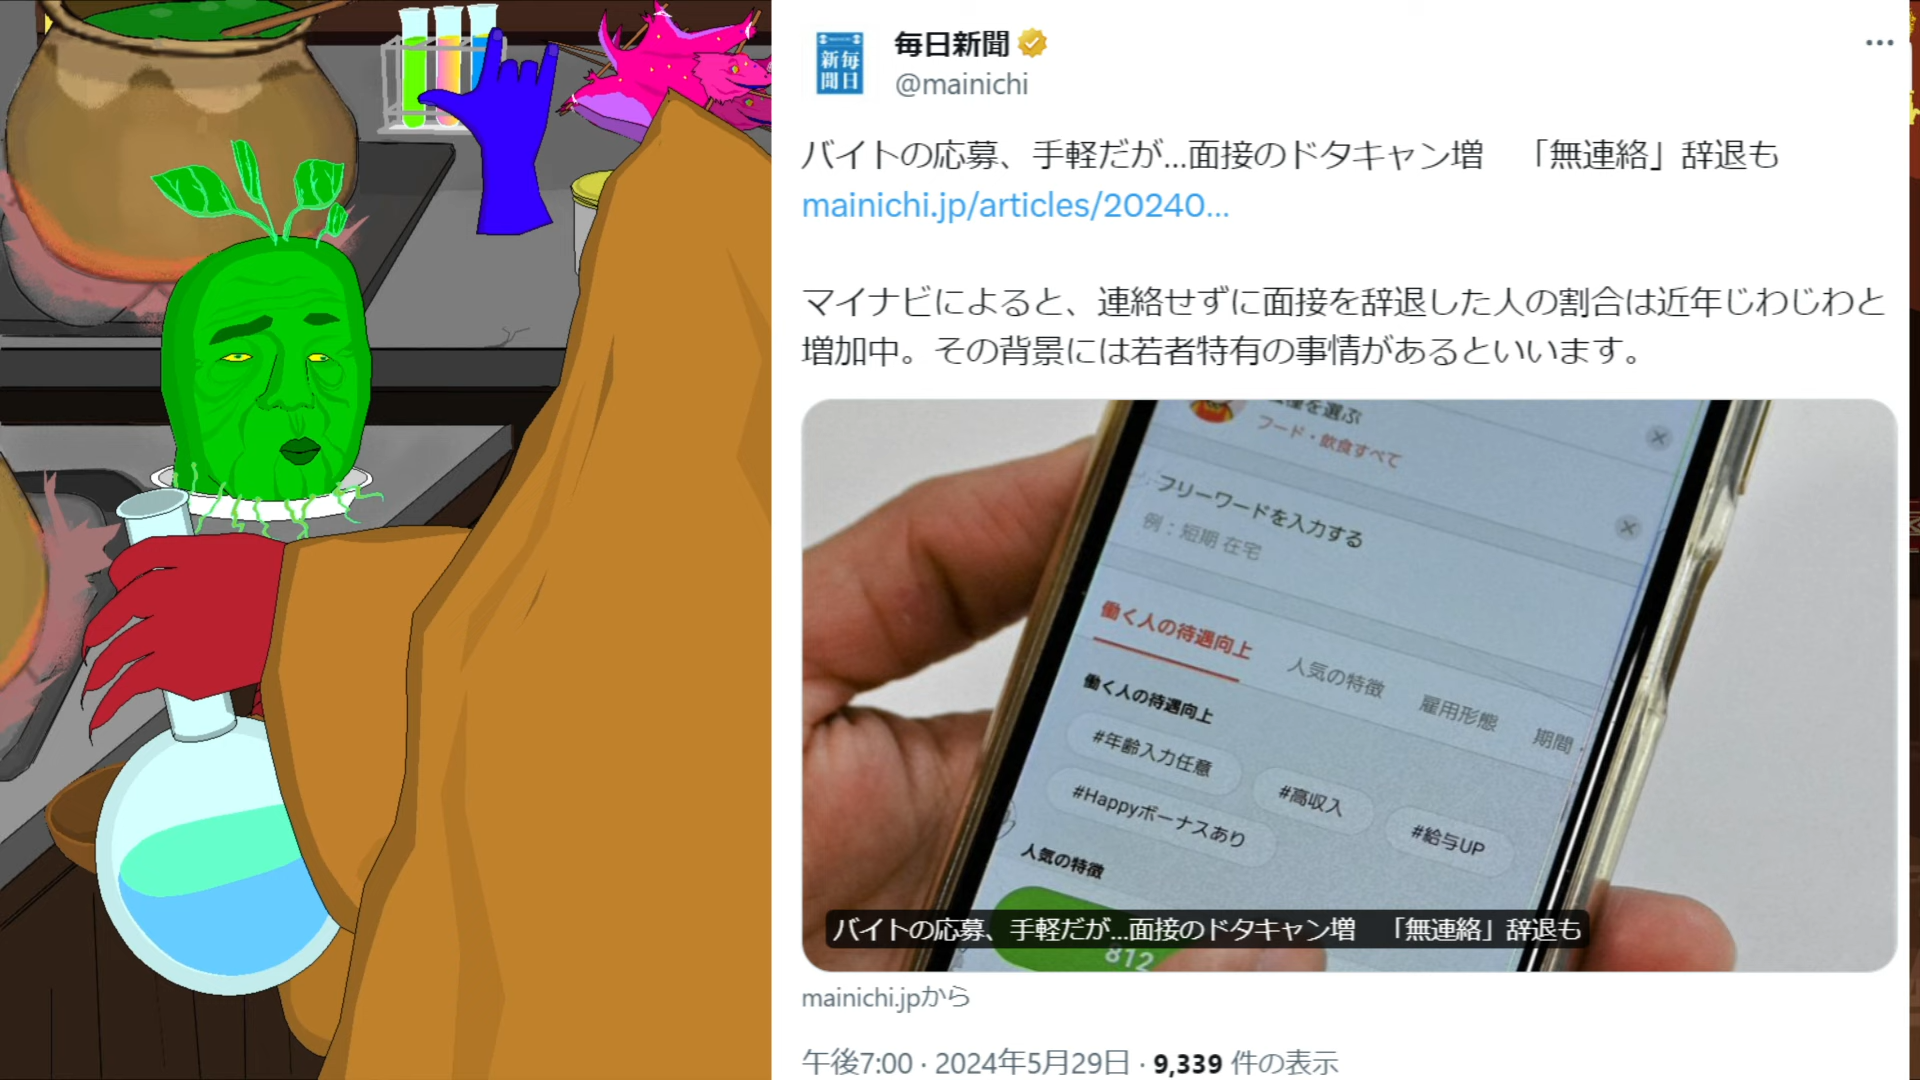 毎日新聞
@mainichi
バイトの応募、手軽だが...面接のドタキャン増　「無連絡」辞退も
mainichi.jp/articles/20240...
マイナビによると、連絡せずに面接を辞退した人の割合は近年じわじわと
増加中。その背景には若者特有の事情があるといいます。
を選ぶ
フード・飲食すべて
フリーワードを入力する
例：短期 在宅
働く人の待遇向上
人気の特徴
雇用形態
期間・
働く人の待遇向上
#年齢入力任意
#高収入
#給与UP
#Happyボーナスあり
人気の特徴
812
バイトの応募、手軽だが...面接のドタキャン増　「無連絡」辞退も
mainichi.jpから
午後7:00 · 2024年5月29日 · 9,339 件の表示